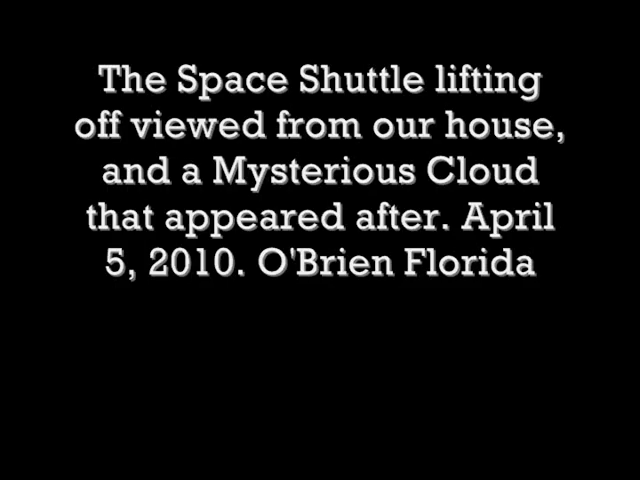 The Space Shuttle lifting
off viewed from our house,
and a Mysterious Cloud
that appeared after. April
5, 2010. O'Brien Florida